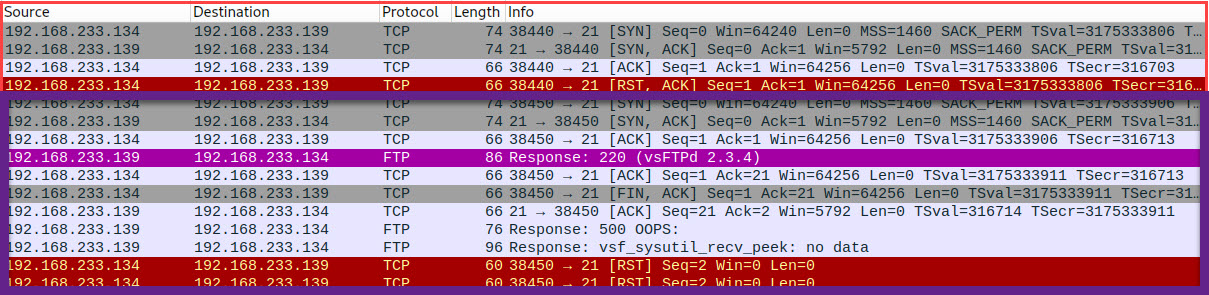 Source Destination Protocol Length Info
192.168.233.134 192.168.233.139 TCP 74 38440 → 21 [SYN] Seq=0 Win=64240 Len=0 MSS=1460 SACK_PERM TSval=3175333806 T…
192.168.233.139 192.168.233.134 TCP 74 21 → 38440 [SYN, ACK] Seq=0 Ack=1 Win=5792 Len=0 MSS=1460 SACK_PERM TSval=31…
192.168.233.134 192.168.233.139 TCP 66 38440 → 21 [ACK] Seq=1 Ack=1 Win=64256 Len=0 TSval=3175333806 TSecr=316703
192.168.233.134 192.168.233.139 TCP 66 38440 → 21 [RST, ACK] Seq=1 Ack=1 Win=64256 Len=0 TSval=3175333806 TSecr=316…
192.168.233.134 192.168.233.139 TCP 74 38450 → 21 [SYN] Seq=0 Win=64240 Len=0 MSS=1460 SACK_PERM TSval=3175333906 T…
192.168.233.139 192.168.233.134 TCP 74 21 → 38450 [SYN, ACK] Seq=0 Ack=1 Win=5792 Len=0 MSS=1460 SACK_PERM TSval=31…
192.168.233.134 192.168.233.139 TCP 66 38450 → 21 [ACK] Seq=1 Ack=1 Win=64256 Len=0 TSval=3175333906 TSecr=316713
192.168.233.139 192.168.233.134 FTP 86 Response: 220 (vsFTPd 2.3.4)
192.168.233.134 192.168.233.139 TCP 66 38450 → 21 [ACK] Seq=1 Ack=21 Win=64256 Len=0 TSval=3175333911 TSecr=316713
192.168.233.134 192.168.233.139 TCP 66 38450 → 21 [FIN, ACK] Seq=1 Ack=21 Win=64256 Len=0 TSval=3175333911 TSecr=31…
192.168.233.139 192.168.233.134 TCP 66 21 → 38450 [ACK] Seq=21 Ack=2 Win=5792 Len=0 TSval=316714 TSecr=3175333911
192.168.233.139 192.168.233.134 FTP 76 Response: 500 OOPS:
192.168.233.139 192.168.233.134 FTP 96 Response: vsf_sysutil_recv_peek: no data
192.168.233.134 192.168.233.139 TCP 60 38450 → 21 [RST] Seq=2 Win=0 Len=0
192.168.233.134 192.168.233.139 TCP 60 38450 → 21 [RST] Seq=2 Win=0 Len=0